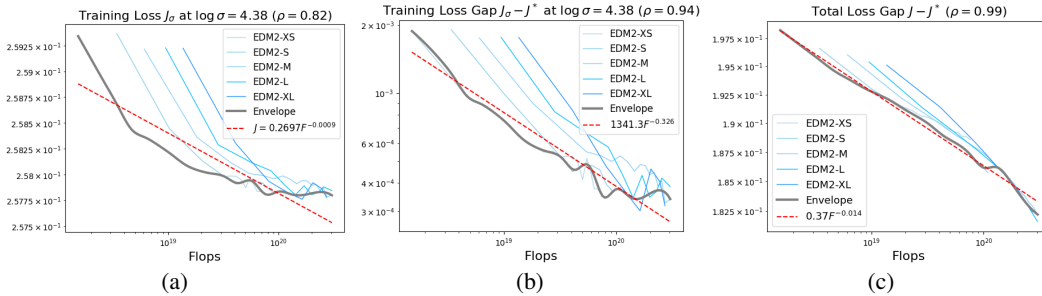 Training Loss J_σ at log σ = 4.38 (ρ = 0.82)
2.5925 × 10⁻¹
2.59 × 10⁻¹
2.5875 × 10⁻¹
2.585 × 10⁻¹
2.5825 × 10⁻¹
2.58 × 10⁻¹
2.5775 × 10⁻¹
2.575 × 10⁻¹
EDM2-XS
EDM2-S
EDM2-M
EDM2-L
EDM2-XL
Envelope
J = 0.2697F^−0.0009
10¹⁹
10²⁰
Flops
(a)
Training Loss Gap J_σ − J* at log σ = 4.38 (ρ = 0.94)
2 × 10⁻³
10⁻³
6 × 10⁻⁴
4 × 10⁻⁴
3 × 10⁻⁴
EDM2-XS
EDM2-S
EDM2-M
EDM2-L
EDM2-XL
Envelope
1341.3F^−0.326
10¹⁹
10²⁰
Flops
(b)
Total Loss Gap J − J* (ρ = 0.99)
1.975 × 10⁻¹
1.95 × 10⁻¹
1.925 × 10⁻¹
1.9 × 10⁻¹
1.875 × 10⁻¹
1.85 × 10⁻¹
1.825 × 10⁻¹
EDM2-XS
EDM2-S
EDM2-M
EDM2-L
EDM2-XL
Envelope
0.37F^−0.014
10¹⁹
10²⁰
Flops
(c)